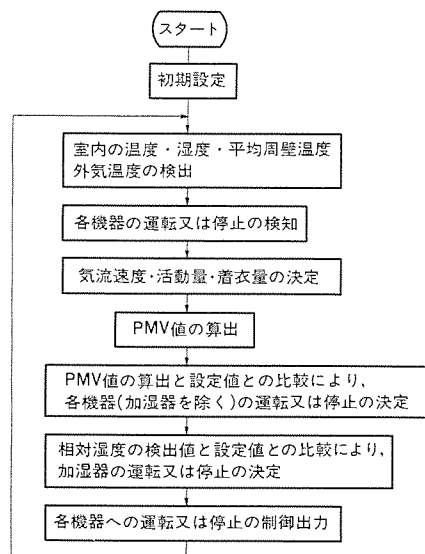 スタート
初期設定
室内の温度・湿度・平均周壁温度
外気温度の検出
各機器の運転又は停止の検知
気流速度・活動量・着衣量の決定
PMV値の算出
PMV値の算出と設定値との比較により,
各機器(加湿器を除く)の運転又は停止の決定
相対湿度の検出値と設定値との比較により,
加湿器の運転又は停止の決定
各機器への運転又は停止の制御出力